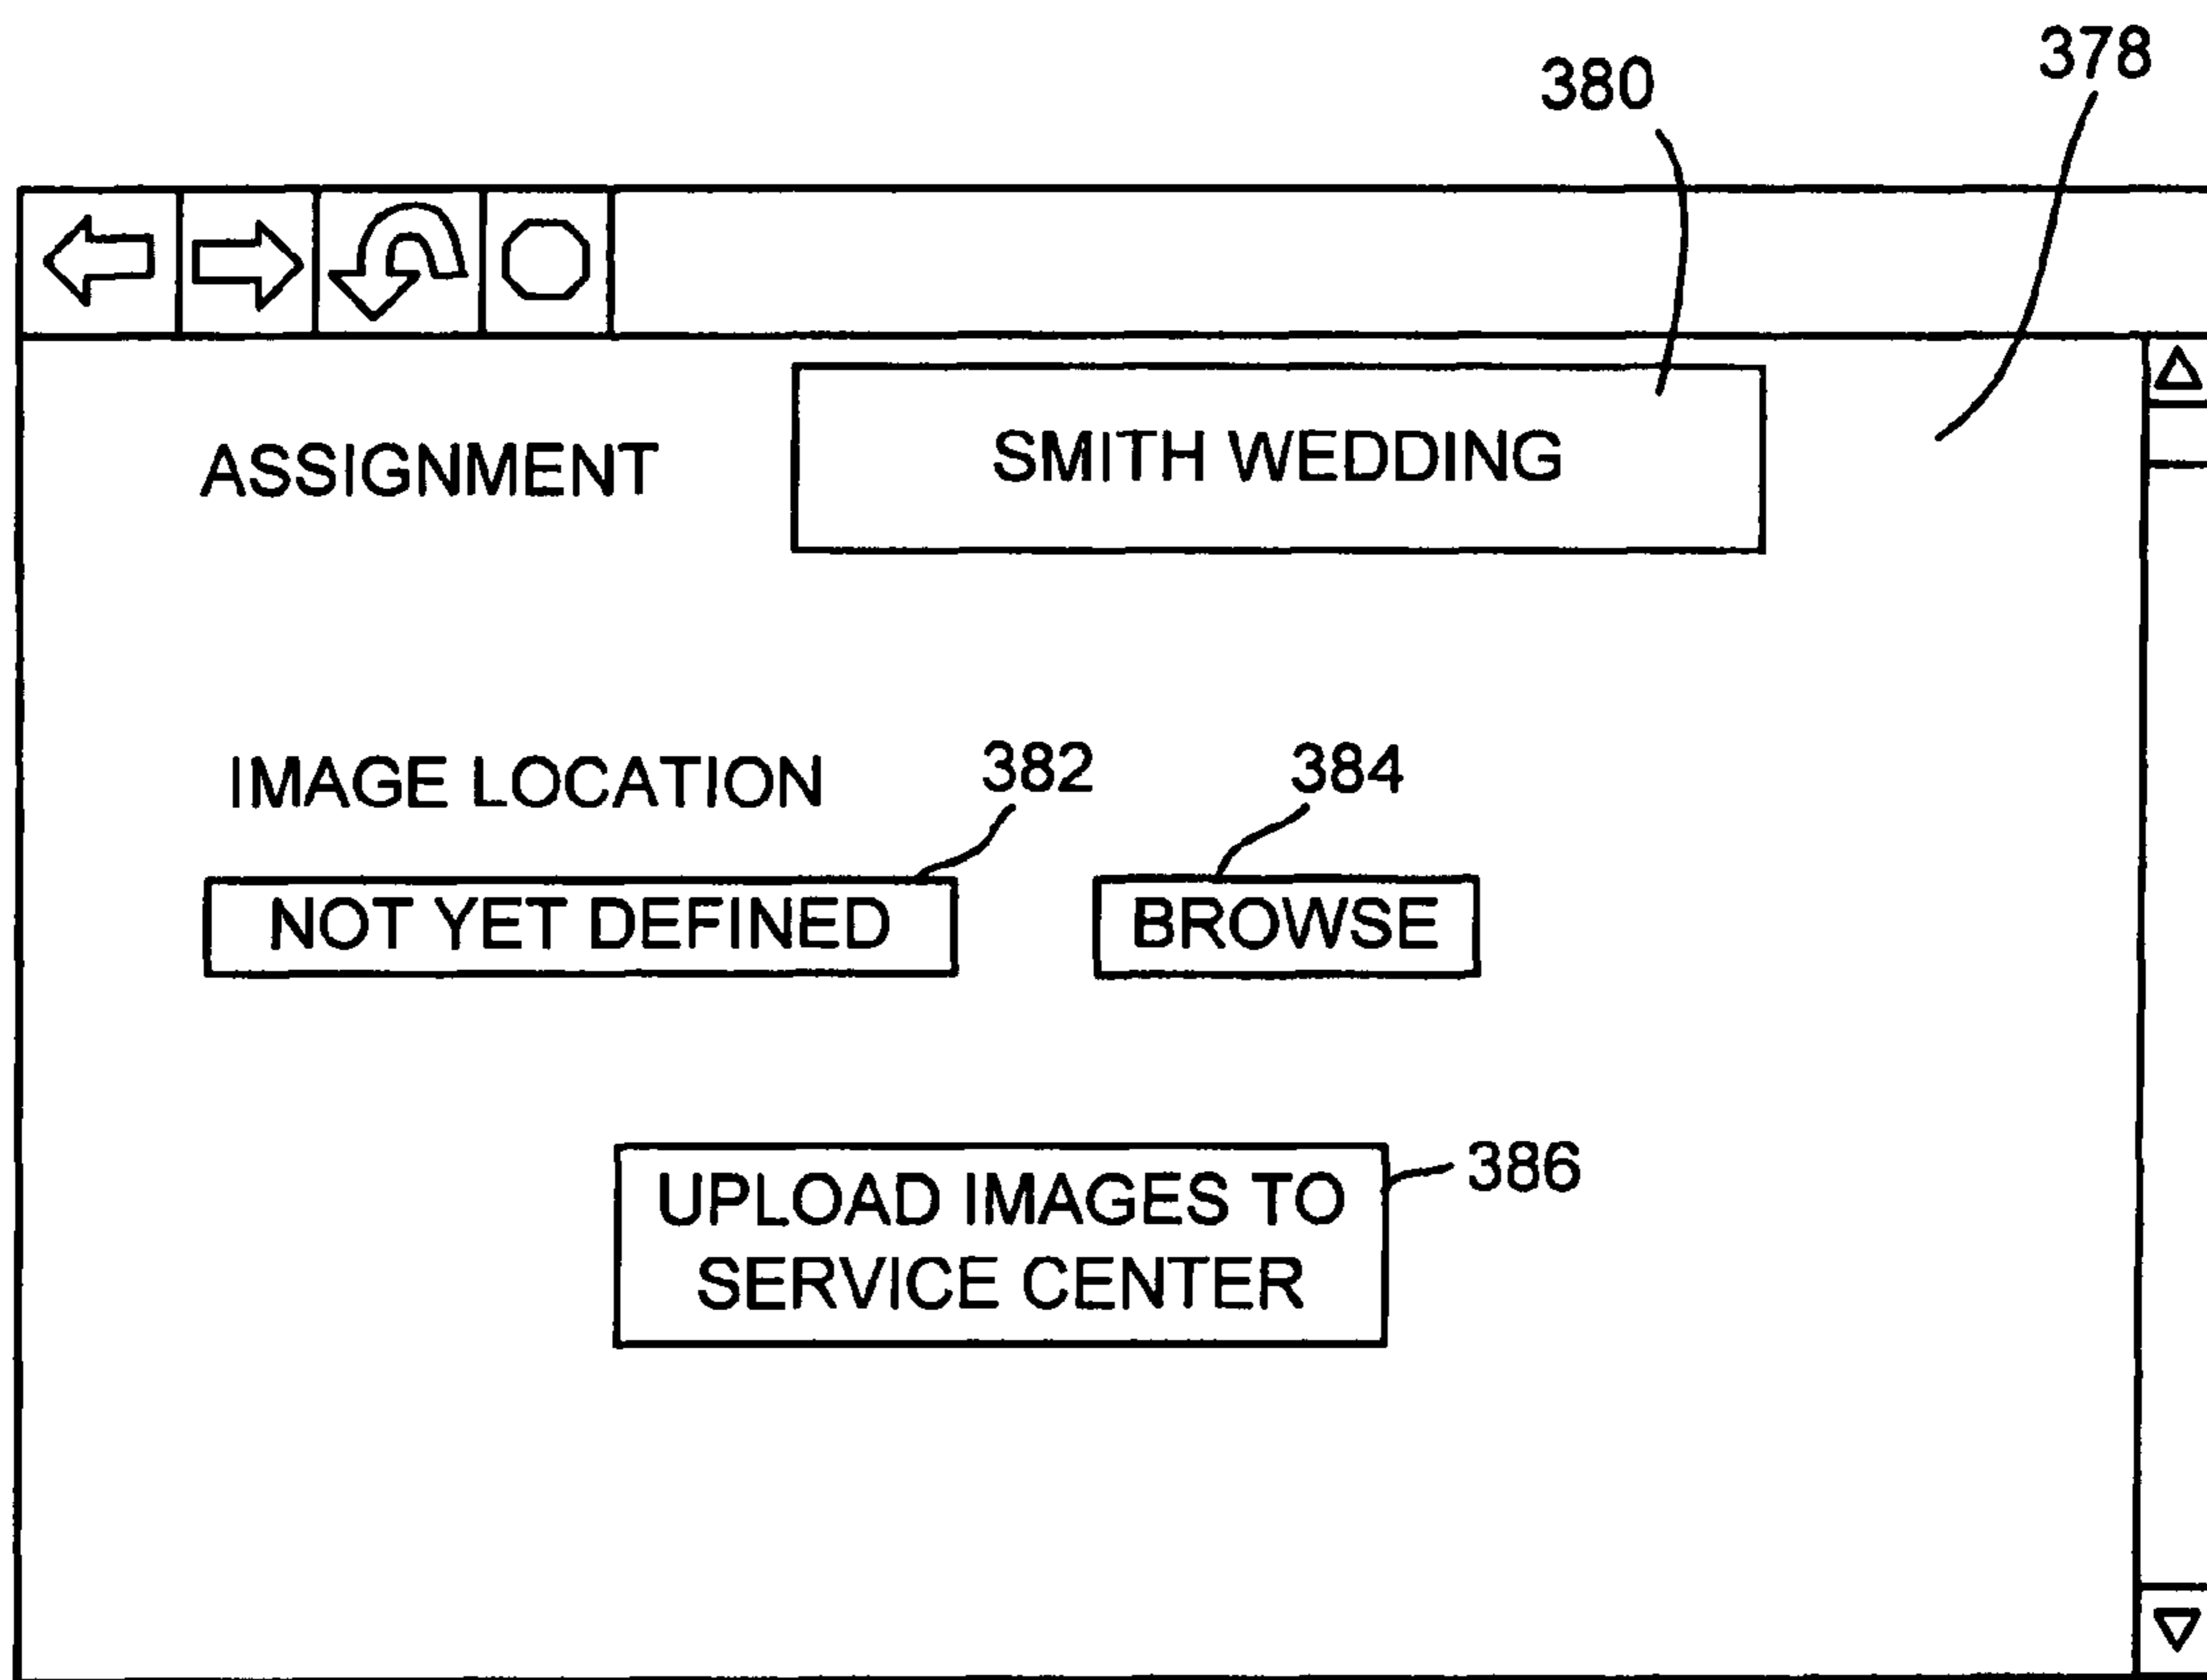 378
380
ASSIGNMENT
SMITH WEDDING
IMAGE LOCATION
382
384
NOT YET DEFINED
BROWSE
UPLOAD IMAGES TO
SERVICE CENTER
386